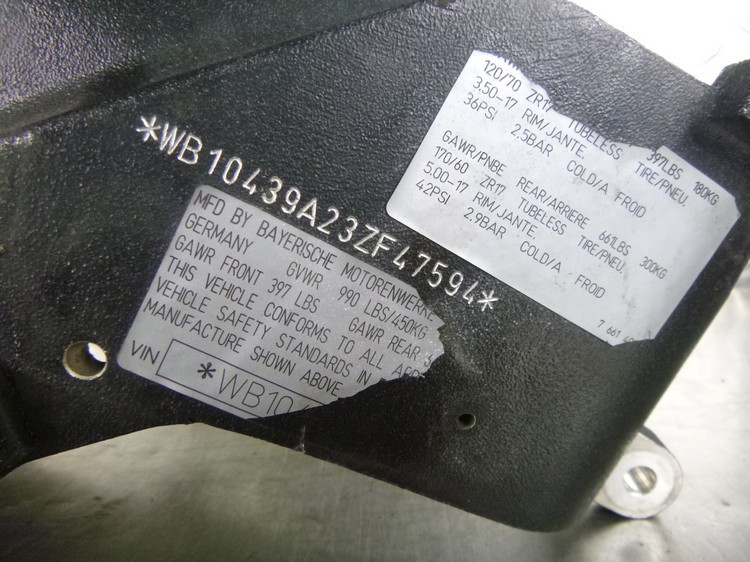 *WB10439A23ZF47594*
120/70 ZR17 TUBELESS 397LBS 180KG
3.50-17 RIM/JANTE. TIRE/PNEU.
36PSI 2.5BAR COLD/A FROID
GAWR/PNBE REAR/ARRIERE 661LBS 300KG
170/60 ZR17 TUBELESS TIRE/PNEU.
5.00-17 RIM/JANTE.
42PSI 2.9BAR COLD/A FROID
7 661
MFD BY BAYERISCHE MOTORENWERKE
GERMANY GVWR 990 LBS/450KG
GAWR FRONT 397 LBS GAWR REAR
THIS VEHICLE CONFORMS TO ALL
VEHICLE SAFETY STANDARDS IN
MANUFACTURE SHOWN ABOVE
VIN *WB10